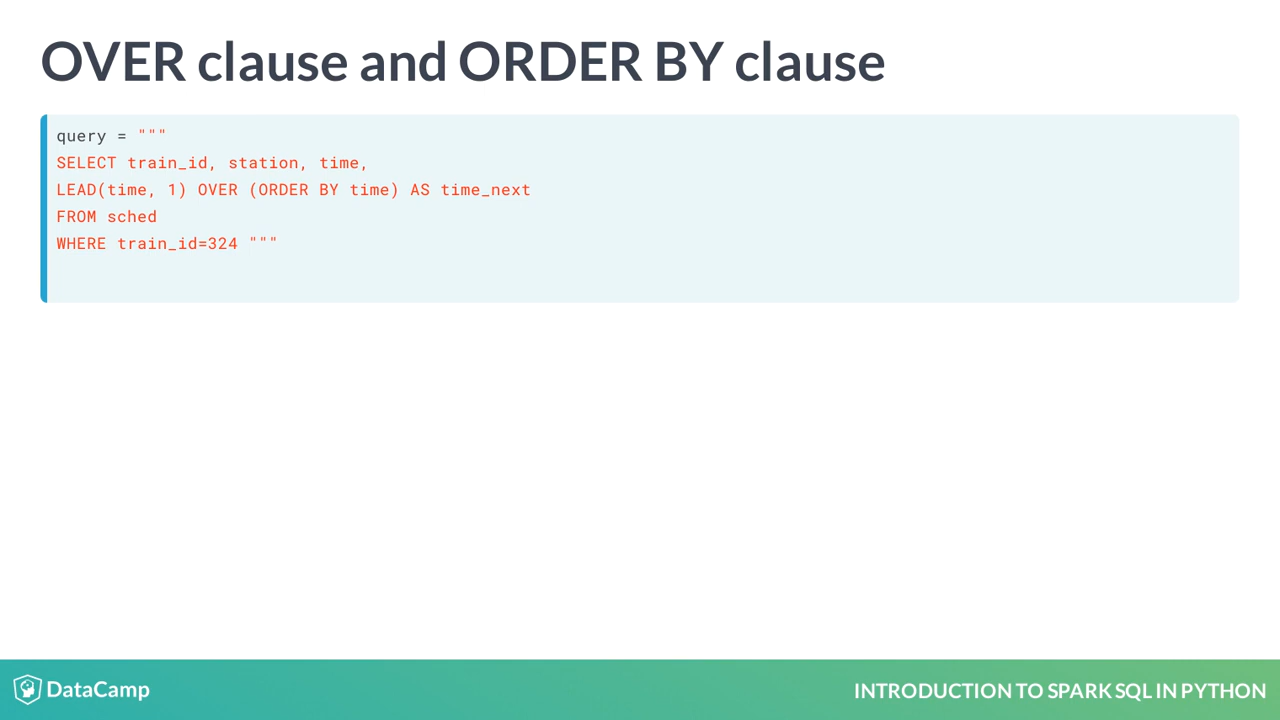 OVER clause and ORDER BY clause
query = """
SELECT train_id, station, time,
LEAD(time, 1) OVER (ORDER BY time) AS time_next
FROM sched
WHERE train_id=324 """
DataCamp
INTRODUCTION TO SPARK SQL IN PYTHON